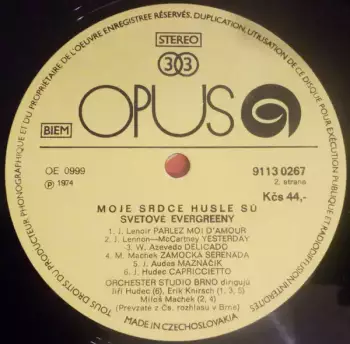 TOUS DROITS DU PRODUCTEUR PHONOGRAPHIQUE ET DU PROPRIÉTAIRE DE L'OEUVRE ENREGISTRÉE RÉSERVÉS. DUPLICATION, UTILISATION DE CE DISQUE POUR EXÉCUTION PUBLIQUE ET RADIODIFFUSION INTERDITES
STEREO
33
OPUS
BIEM
OE 0999
℗ 1974
9113 0267
2. strana
Kčs 44,-
MOJE SRDCE HUSLE SÚ
SVETOVÉ EVERGREENY
1. J. Lenoir PARLEZ MOI D'AMOUR
2. J. Lennon—McCartney YESTERDAY
3. W. Azevedo DELICADO
4. M. Machek ZÁMOCKÁ SERENÁDA
5. J. Audes MAZNÁČIK
6. J. Hudec CAPRICCIETTO
ORCHESTER STUDIO BRNO dirigujú
Jiří Hudec (6), Erik Knirsch (1, 3, 5)
Miloš Machek (2, 4)
(Prevzaté z Čs. rozhlasu v Brne)
MADE IN CZECHOSLOVAKIA